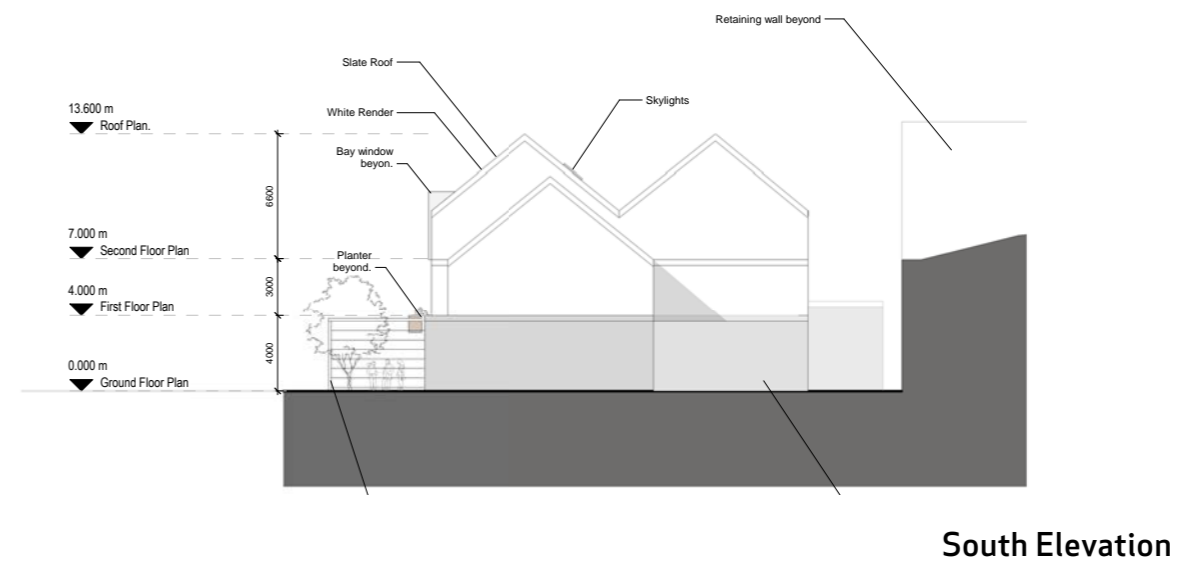 Retaining wall beyond
Slate Roof
Skylights
13.600 m
Roof Plan.
White Render
Bay window
beyon.
6600
7.000 m
Second Floor Plan
Planter
beyond.
3000
4.000 m
First Floor Plan
4000
0.000 m
Ground Floor Plan
South Elevation